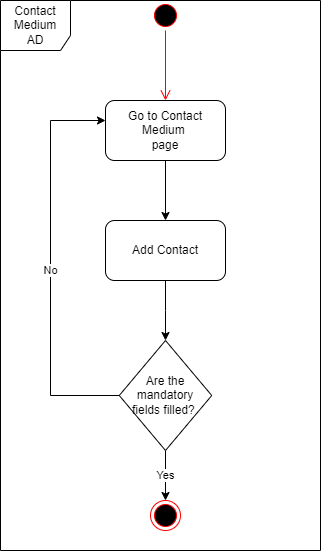 Contact
Medium
AD
Go to Contact
Medium
page
Add Contact
No
Are the
mandatory
fields filled?
Yes